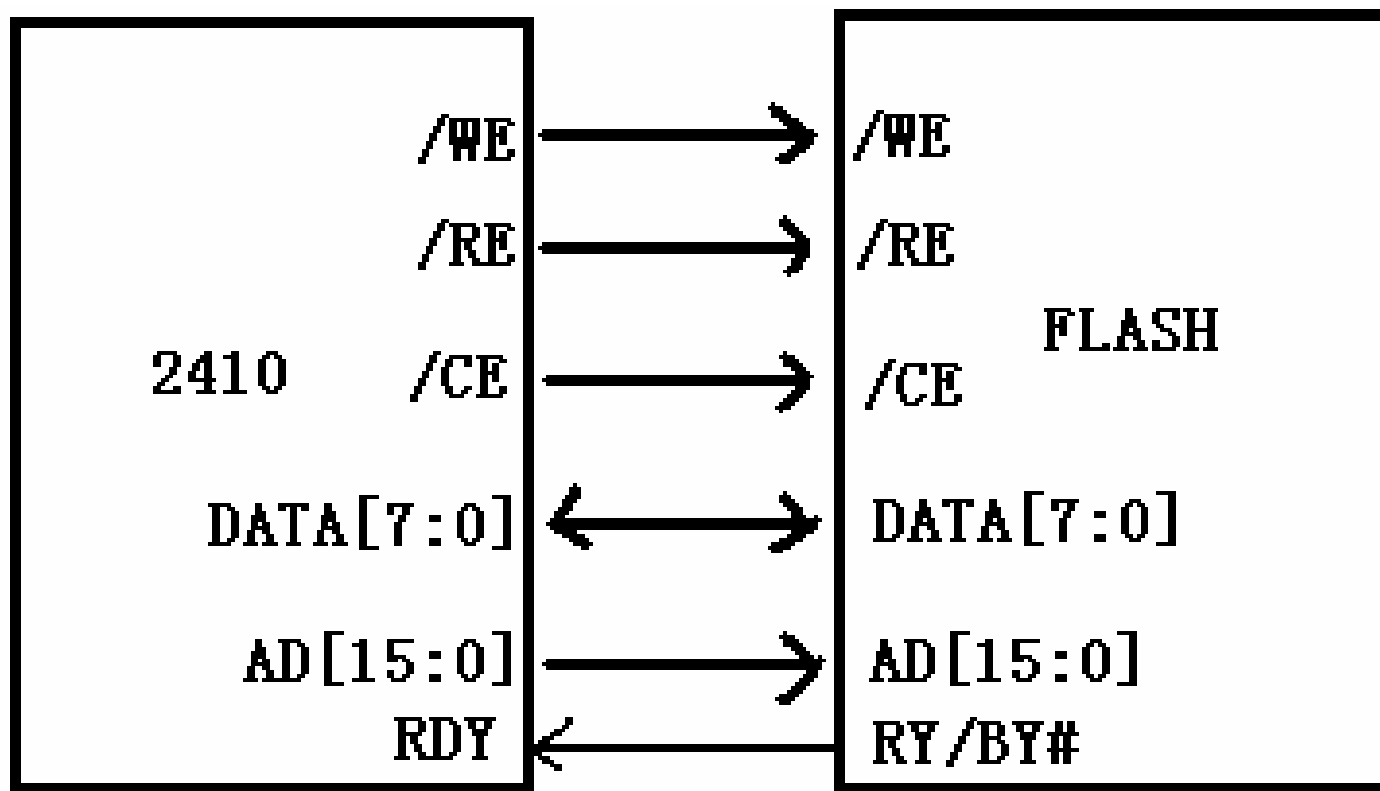 /WE /WE
/RE /RE
FLASH
2410 /CE /CE
DATA[7:0] DATA[7:0]
AD[15:0] AD[15:0]
RDY RY/BY#